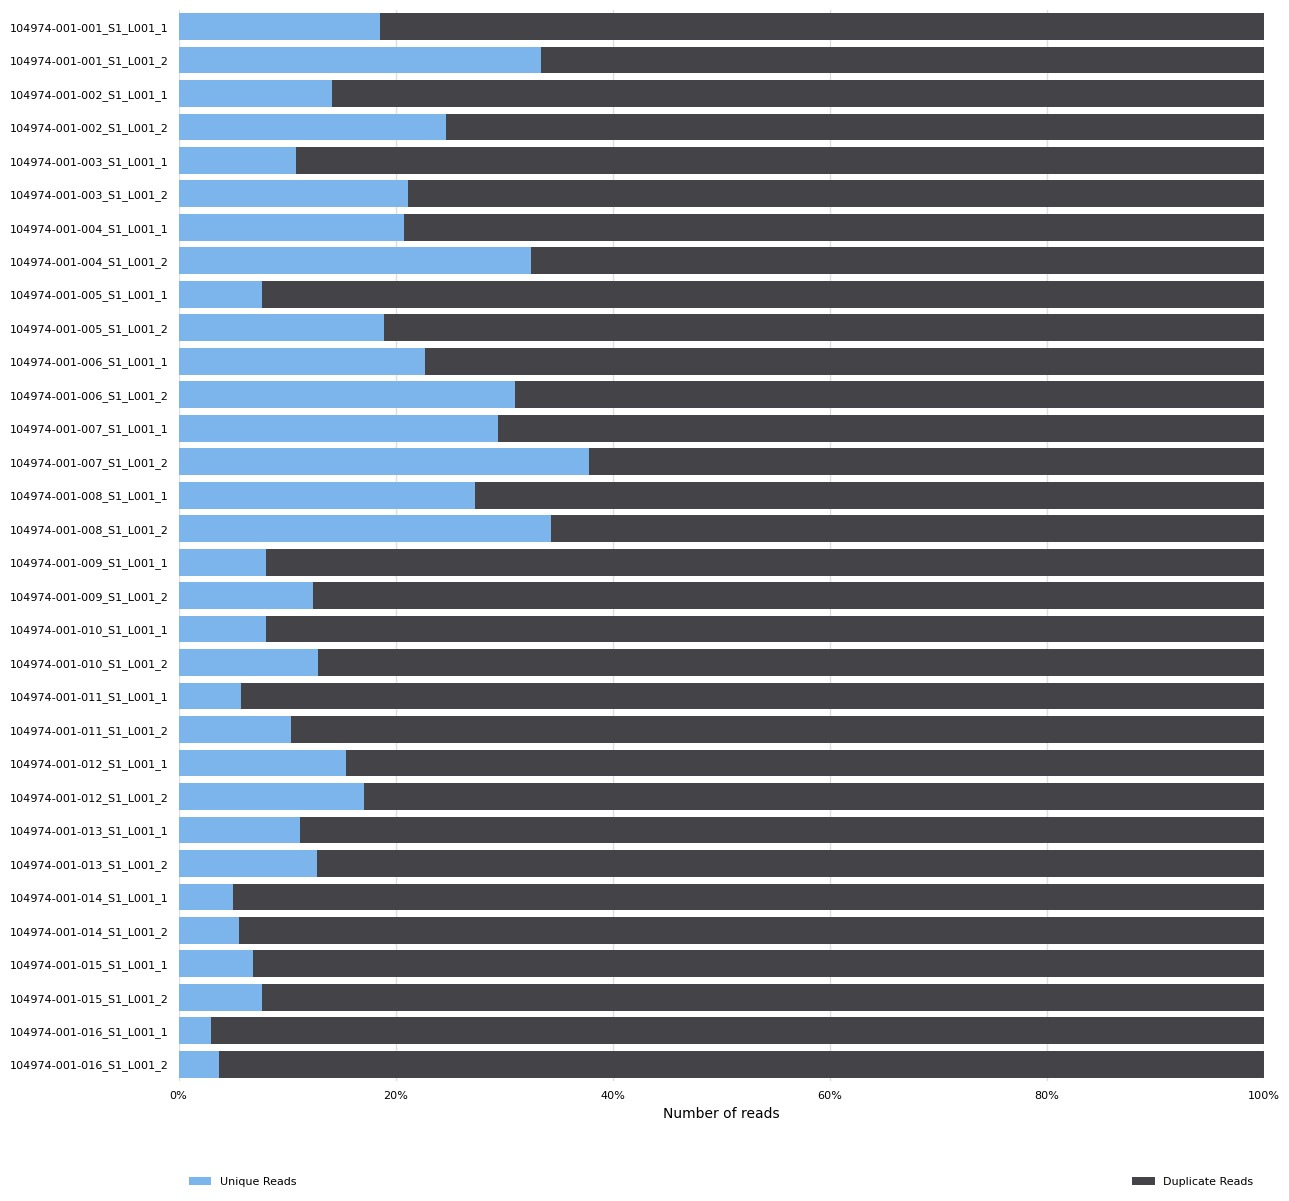 104974-001-001_S1_L001_1
104974-001-001_S1_L001_2
104974-001-002_S1_L001_1
104974-001-002_S1_L001_2
104974-001-003_S1_L001_1
104974-001-003_S1_L001_2
104974-001-004_S1_L001_1
104974-001-004_S1_L001_2
104974-001-005_S1_L001_1
104974-001-005_S1_L001_2
104974-001-006_S1_L001_1
104974-001-006_S1_L001_2
104974-001-007_S1_L001_1
104974-001-007_S1_L001_2
104974-001-008_S1_L001_1
104974-001-008_S1_L001_2
104974-001-009_S1_L001_1
104974-001-009_S1_L001_2
104974-001-010_S1_L001_1
104974-001-010_S1_L001_2
104974-001-011_S1_L001_1
104974-001-011_S1_L001_2
104974-001-012_S1_L001_1
104974-001-012_S1_L001_2
104974-001-013_S1_L001_1
104974-001-013_S1_L001_2
104974-001-014_S1_L001_1
104974-001-014_S1_L001_2
104974-001-015_S1_L001_1
104974-001-015_S1_L001_2
104974-001-016_S1_L001_1
104974-001-016_S1_L001_2
0% 20% 40% 60% 80% 100%
Number of reads
Unique Reads Duplicate Reads